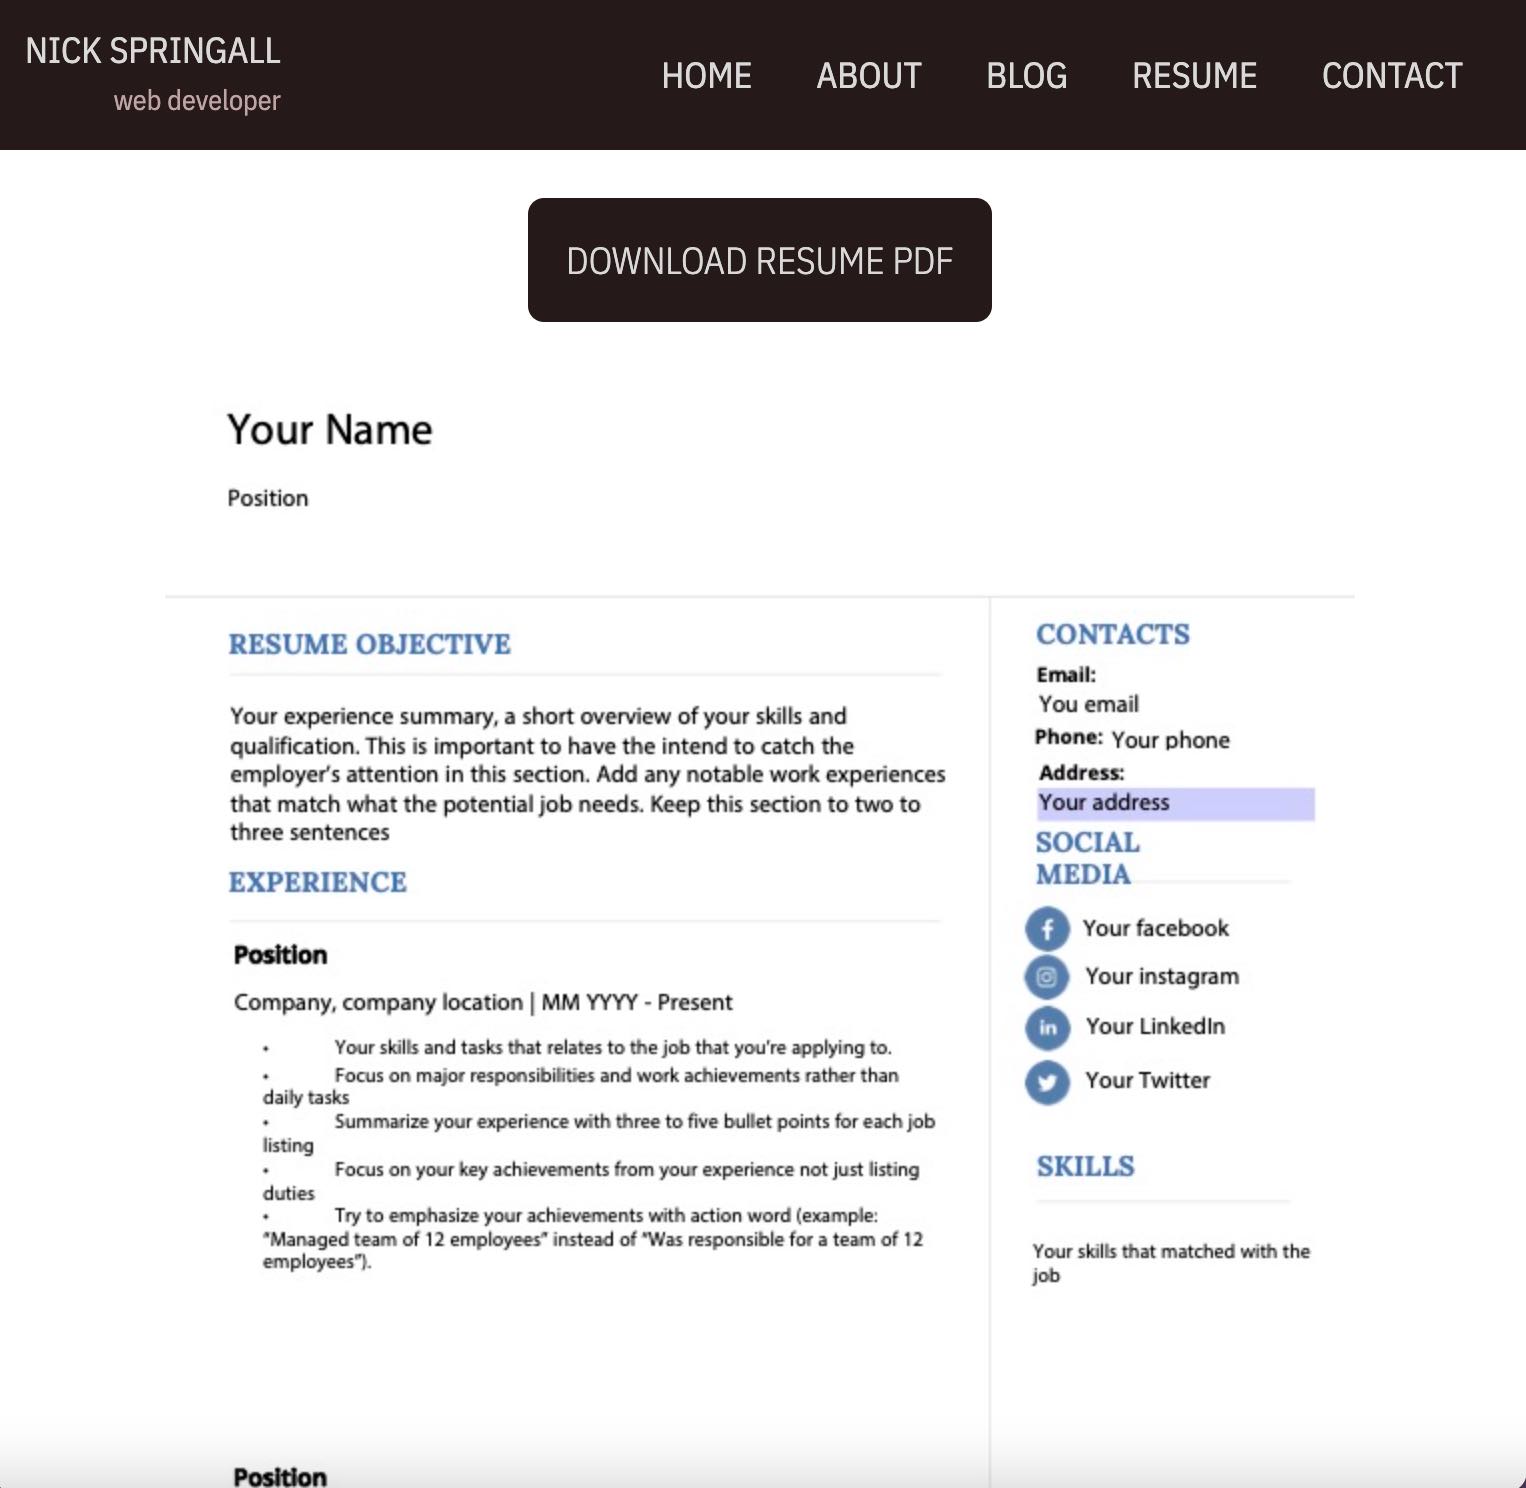 NICK SPRINGALL
web developer
HOME ABOUT BLOG RESUME CONTACT
DOWNLOAD RESUME PDF
Your Name
Position
RESUME OBJECTIVE
Your experience summary, a short overview of your skills and
qualification. This is important to have the intend to catch the
employer's attention in this section. Add any notable work experiences
that match what the potential job needs. Keep this section to two to
three sentences
EXPERIENCE
Position
Company, company location | MM YYYY - Present
• Your skills and tasks that relates to the job that you're applying to.
• Focus on major responsibilities and work achievements rather than
daily tasks
• Summarize your experience with three to five bullet points for each job
listing
• Focus on your key achievements from your experience not just listing
duties
• Try to emphasize your achievements with action word (example:
"Managed team of 12 employees" instead of "Was responsible for a team of 12
employees").
Position
CONTACTS
Email:
You email
Phone: Your phone
Address:
Your address
SOCIAL
MEDIA
Your facebook
Your instagram
in Your LinkedIn
Your Twitter
SKILLS
Your skills that matched with the
job